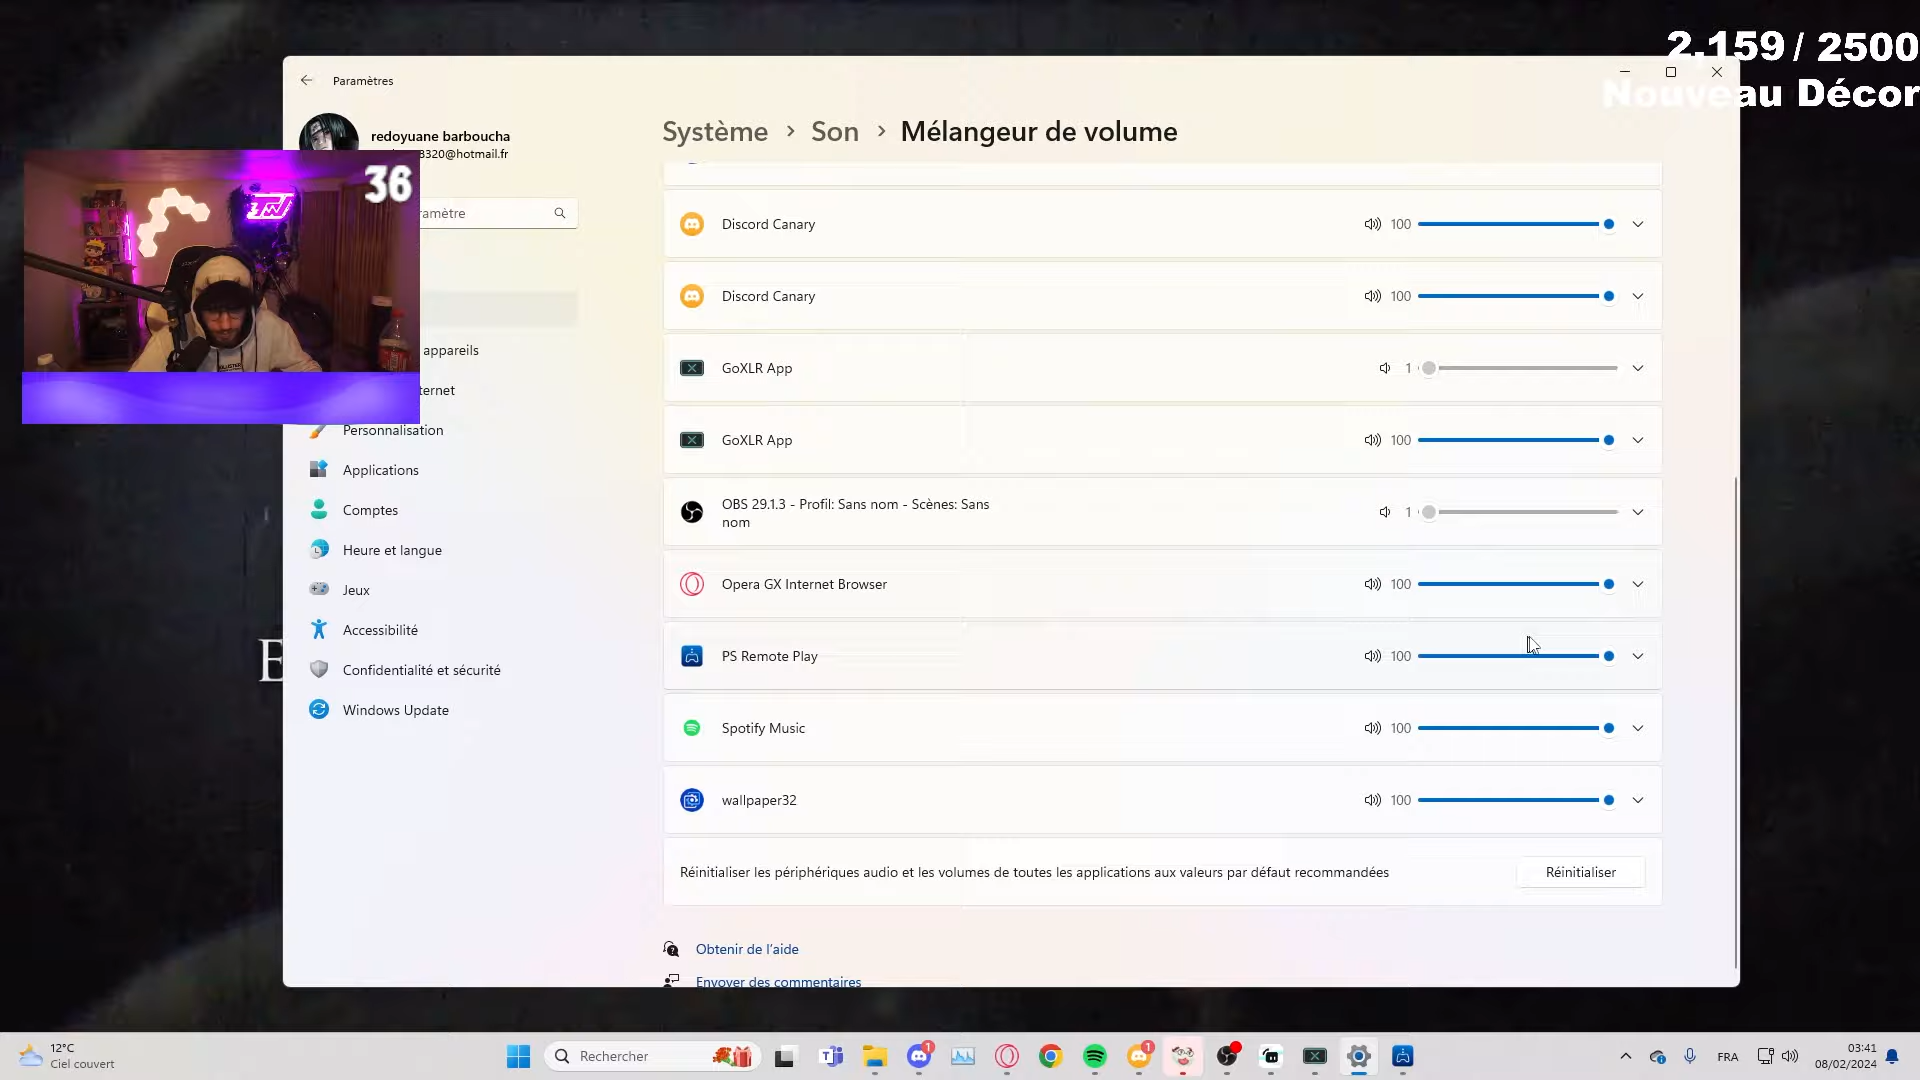 2,159 / 2500
Nouveau Décor
Paramètres
redoyuane barboucha
8320@hotmail.fr
36
ramètre
appareils
ternet
Personnalisation
Applications
Comptes
Heure et langue
Jeux
Accessibilité
Confidentialité et sécurité
Windows Update
Système > Son > Mélangeur de volume
Discord Canary 100
Discord Canary 100
GoXLR App 1
GoXLR App 100
OBS 29.1.3 - Profil: Sans nom - Scènes: Sans
nom 1
Opera GX Internet Browser 100
PS Remote Play 100
Spotify Music 100
wallpaper32 100
Réinitialiser les périphériques audio et les volumes de toutes les applications aux valeurs par défaut recommandées Réinitialiser
Obtenir de l'aide
Envoyer des commentaires
E
12°C
Ciel couvert
Rechercher
1
1
FRA
03:41
08/02/2024